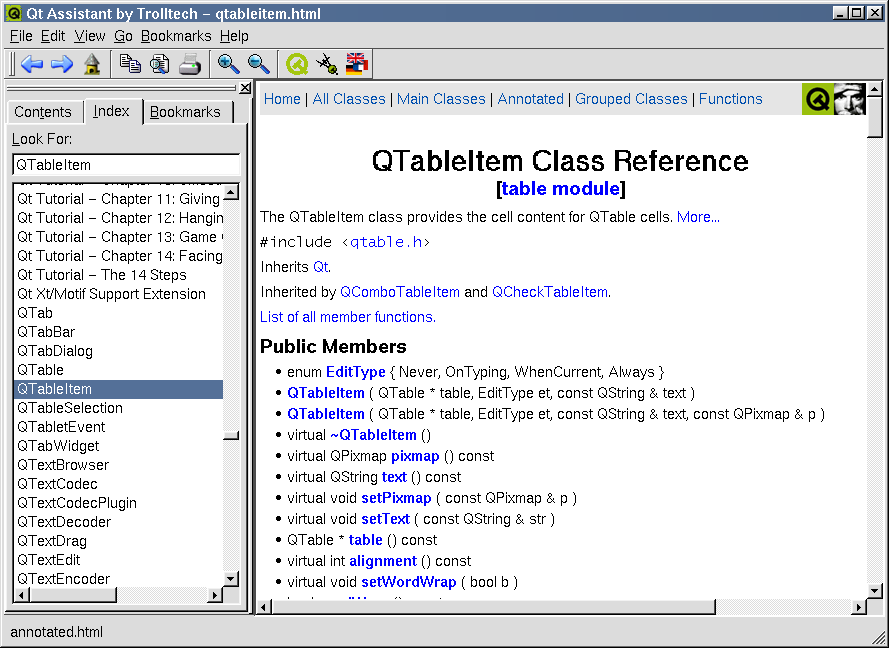 Qt Assistant by Trolltech – qtableitem.html
File Edit View Go Bookmarks Help
Contents Index Bookmarks
Look For:
QTableItem
Qt Tutorial – Chapter 11: Giving
Qt Tutorial – Chapter 12: Hangin
Qt Tutorial – Chapter 13: Game
Qt Tutorial – Chapter 14: Facing
Qt Tutorial – The 14 Steps
Qt Xt/Motif Support Extension
QTab
QTabBar
QTabDialog
QTable
QTableItem
QTableSelection
QTabletEvent
QTabWidget
QTextBrowser
QTextCodec
QTextCodecPlugin
QTextDecoder
QTextDrag
QTextEdit
QTextEncoder
Home | All Classes | Main Classes | Annotated | Grouped Classes | Functions
QTableItem Class Reference
[table module]
The QTableItem class provides the cell content for QTable cells. More...
#include <qtable.h>
Inherits Qt.
Inherited by QComboTableItem and QCheckTableItem.
List of all member functions.
Public Members
• enum EditType { Never, OnTyping, WhenCurrent, Always }
• QTableItem ( QTable * table, EditType et, const QString & text )
• QTableItem ( QTable * table, EditType et, const QString & text, const QPixmap & p )
• virtual ~QTableItem ()
• virtual QPixmap pixmap () const
• virtual QString text () const
• virtual void setPixmap ( const QPixmap & p )
• virtual void setText ( const QString & str )
• QTable * table () const
• virtual int alignment () const
• virtual void setWordWrap ( bool b )
annotated.html